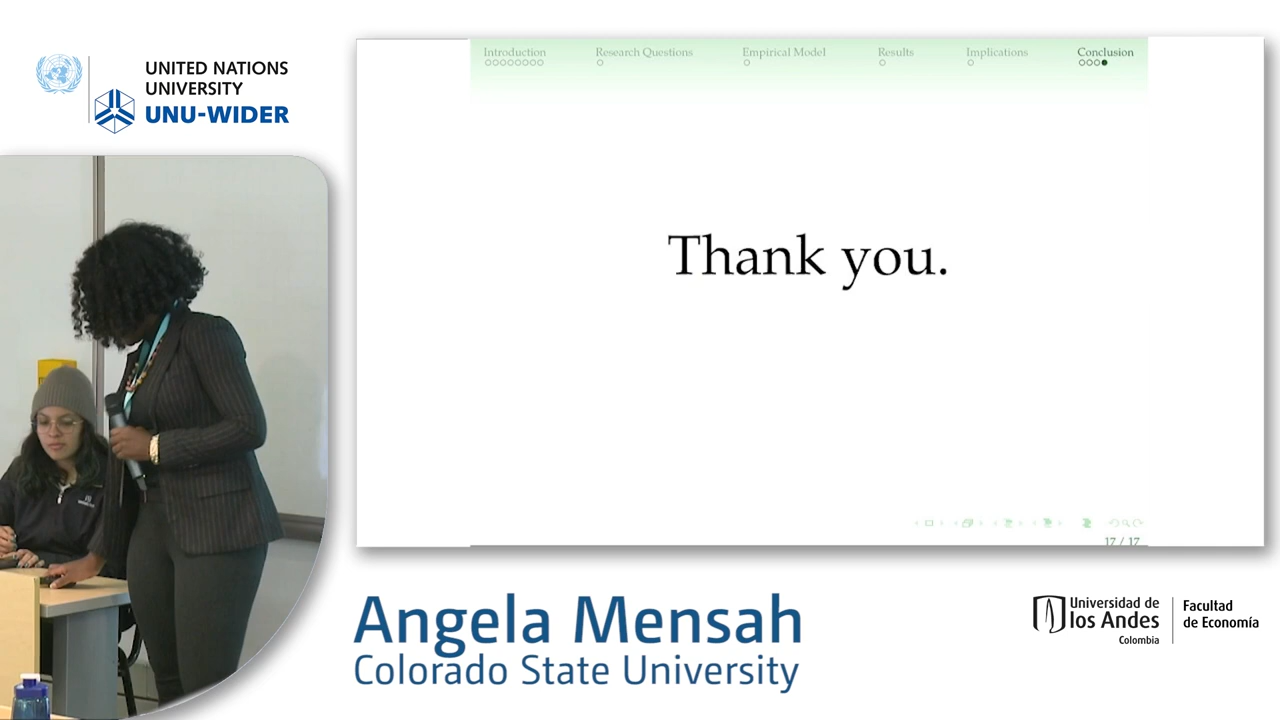 UNITED NATIONS
UNIVERSITY
UNU-WIDER
Introduction
Research Questions
Empirical Model
Results
Implications
Conclusion
Thank you.
17 / 17
Angela Mensah
Colorado State University
Universidad de
los Andes
Colombia
Facultad
de Economía